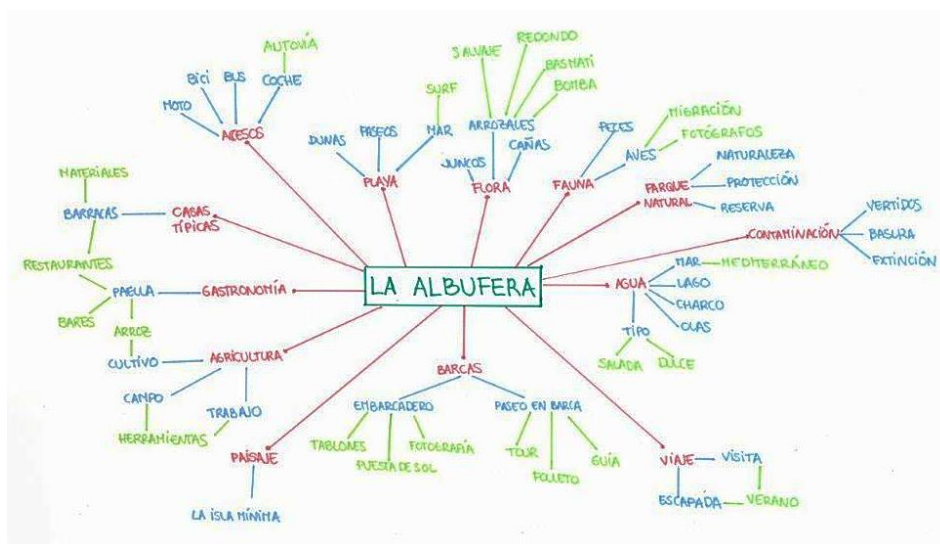 AUTOVÍA
BICI
BUS
COCHE
MOTO
ACCESOS
SURF
DUNAS
PASEOS
MAR
PLAYA
SALVAJE
REDONDO
BASMATI
BOMBA
ARROZALES
JUNCOS
CAÑAS
FLORA
PECES
AVES
MIGRACIÓN
FOTÓGRAFOS
FAUNA
PARQUE
NATURAL
NATURALEZA
PROTECCIÓN
RESERVA
CONTAMINACIÓN
VERTIDOS
BASURA
EXTINCIÓN
MATERIALES
BARRACAS
CASAS
TÍPICAS
RESTAURANTES
PAELLA
GASTRONOMÍA
BARES
ARROZ
LA ALBUFERA
AGUA
MAR
MEDITERRÁNEO
LAGO
CHARCO
OLAS
TIPO
SALADA
DULCE
CULTIVO
AGRICULTURA
CAMPO
TRABAJO
HERRAMIENTAS
BARCAS
EMBARCADERO
PASEO EN BARCA
TABLONES
PUESTA DE SOL
FOTOGRAFÍA
TOUR
FOLLETO
GUÍA
PAISAJE
LA ISLA MÍNIMA
VIAJE
VISITA
ESCAPADA
VERANO